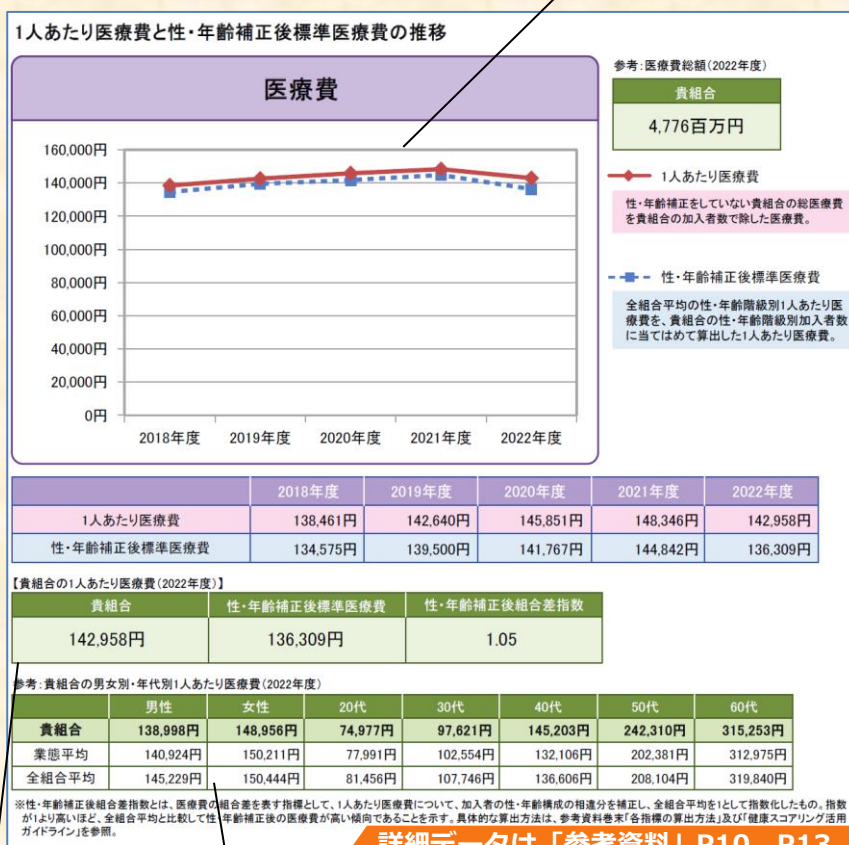 1人あたり医療費と性・年齢補正後標準医療費の推移
医療費
160,000円
140,000円
120,000円
100,000円
80,000円
60,000円
40,000円
20,000円
0円
2018年度 2019年度 2020年度 2021年度 2022年度
参考:医療費総額(2022年度)
貴組合
4,776百万円
1人あたり医療費
性・年齢補正をしていない貴組合の総医療費
を貴組合の加入者数で除した医療費。
性・年齢補正後標準医療費
全組合平均の性・年齢階級別1人あたり医
療費を、貴組合の性・年齢階級別加入者数
に当てはめて算出した1人あたり医療費。
2018年度 2019年度 2020年度 2021年度 2022年度
1人あたり医療費 138,461円 142,640円 145,851円 148,346円 142,958円
性・年齢補正後標準医療費 134,575円 139,500円 141,767円 144,842円 136,309円
【貴組合の1人あたり医療費(2022年度)】
貴組合 性・年齢補正後標準医療費 性・年齢補正後組合差指数
142,958円 136,309円 1.05
参考:貴組合の男女別・年代別1人あたり医療費(2022年度)
男性 女性 20代 30代 40代 50代 60代
貴組合 138,998円 148,956円 74,977円 97,621円 145,203円 242,310円 315,253円
業態平均 140,924円 150,211円 77,991円 102,554円 132,106円 202,381円 312,975円
全組合平均 145,229円 150,444円 81,456円 107,746円 136,606円 208,104円 319,840円
※性・年齢補正後組合差指数とは、医療費の組合差を表す指標として、1人あたり医療費について、加入者の性・年齢構成の相違分を補正し、全組合平均を1として指数化したもの。指数
が1より高いほど、全組合平均と比較して性・年齢補正後の医療費が高い傾向であることを示す。具体的な算出方法は、参考資料巻末「各指標の算出方法」及び「健康スコアリング活用
ガイドライン」を参照。
詳細データは「参考資料」P10、P13